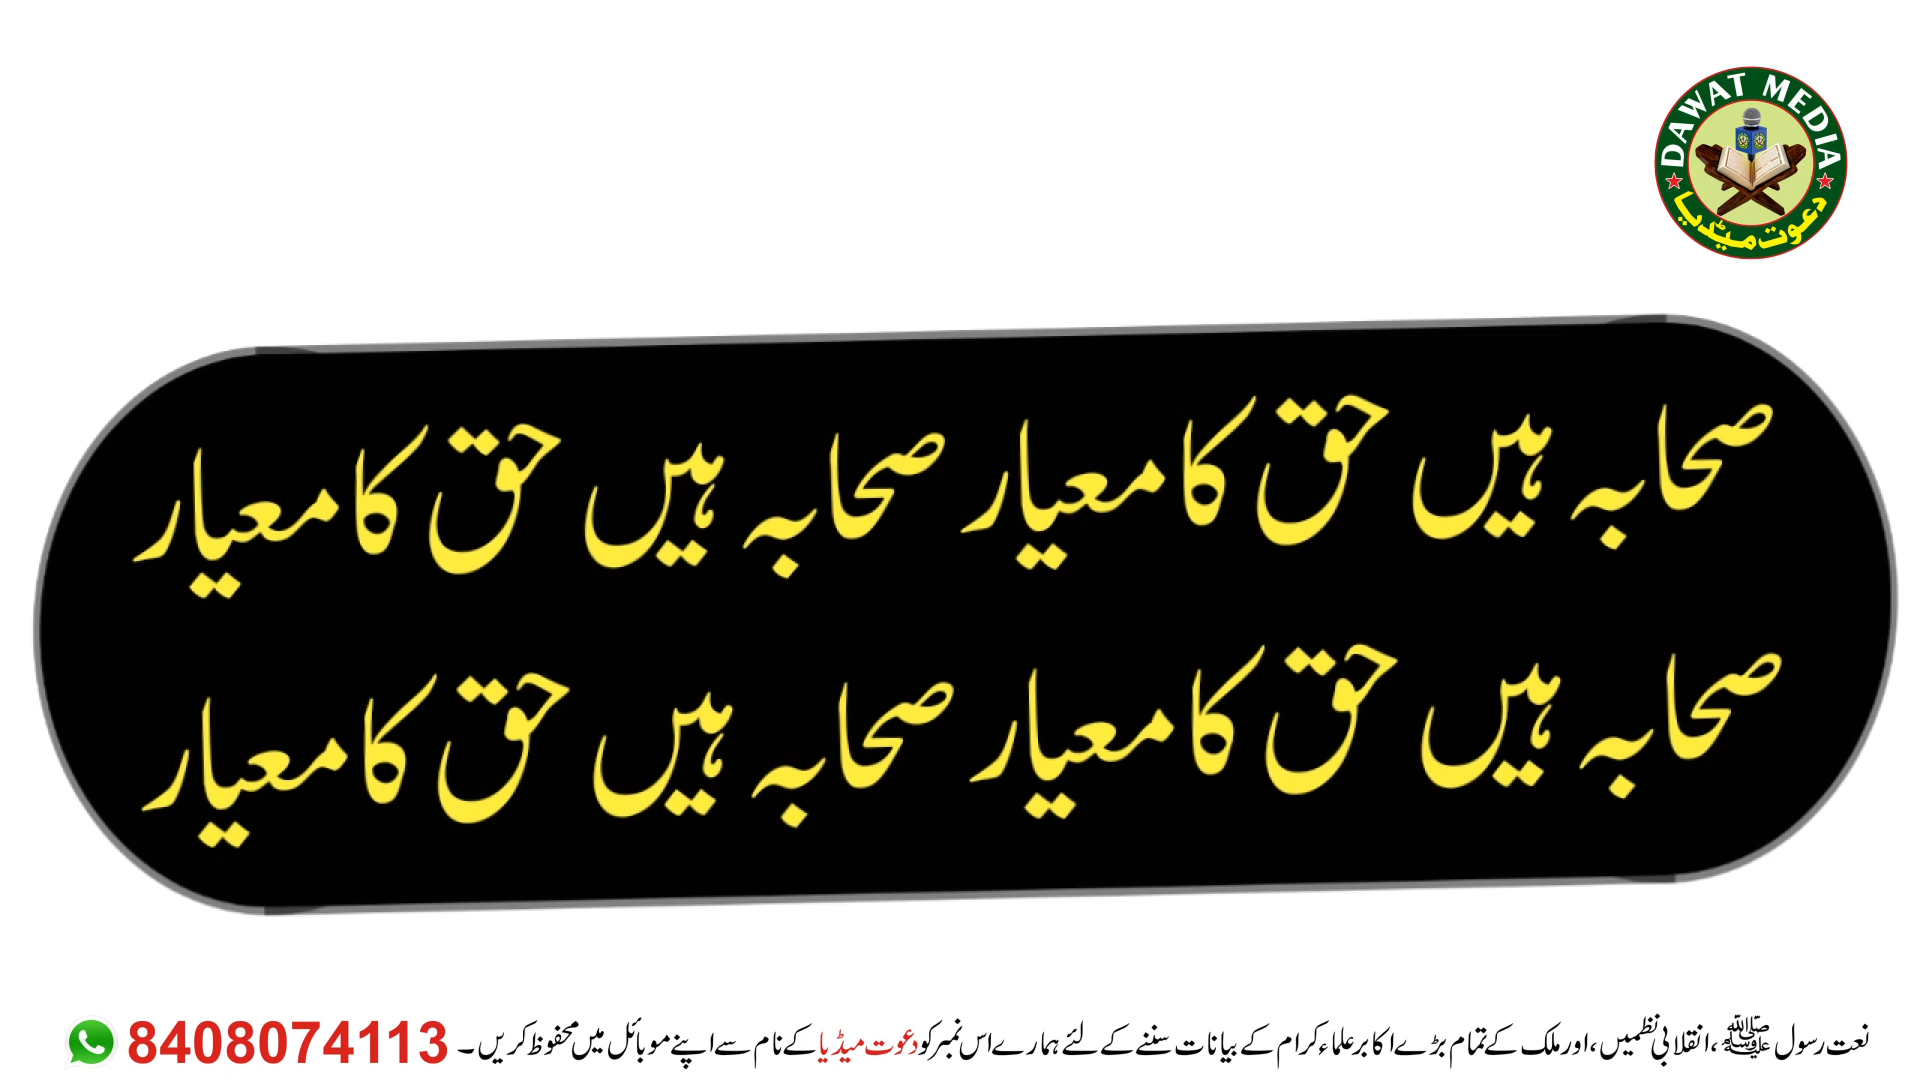 DAWAT MEDIA
دعوت میڈیا
صحابہ ہیں حق کا معیار صحابہ ہیں حق کا معیار
صحابہ ہیں حق کا معیار صحابہ ہیں حق کا معیار
نعت رسول ﷺ، انقلابی نظمیں، اور ملک کے تمام بڑے اکابر علماء کرام کے بیانات سننے کے لئے ہمارے اس نمبر کو دعوت میڈیا کے نام سے اپنے موبائل میں محفوظ کریں۔ 8408074113